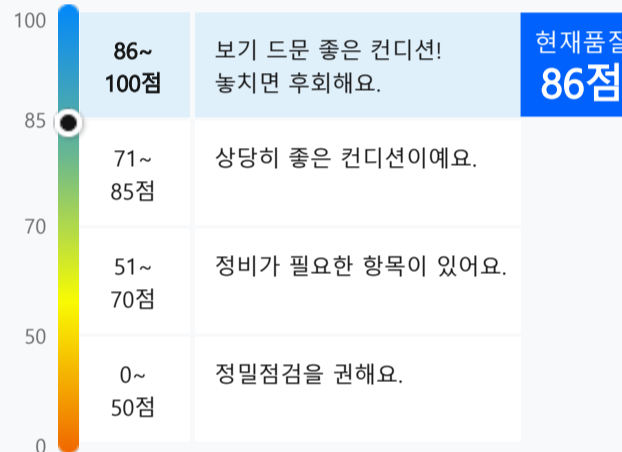 100
86~
100점
보기 드문 좋은 컨디션!
놓치면 후회해요.
현재품질
86점
85
71~
85점
상당히 좋은 컨디션이예요.
70
51~
70점
정비가 필요한 항목이 있어요.
50
0~
50점
정밀점검을 권해요.
0